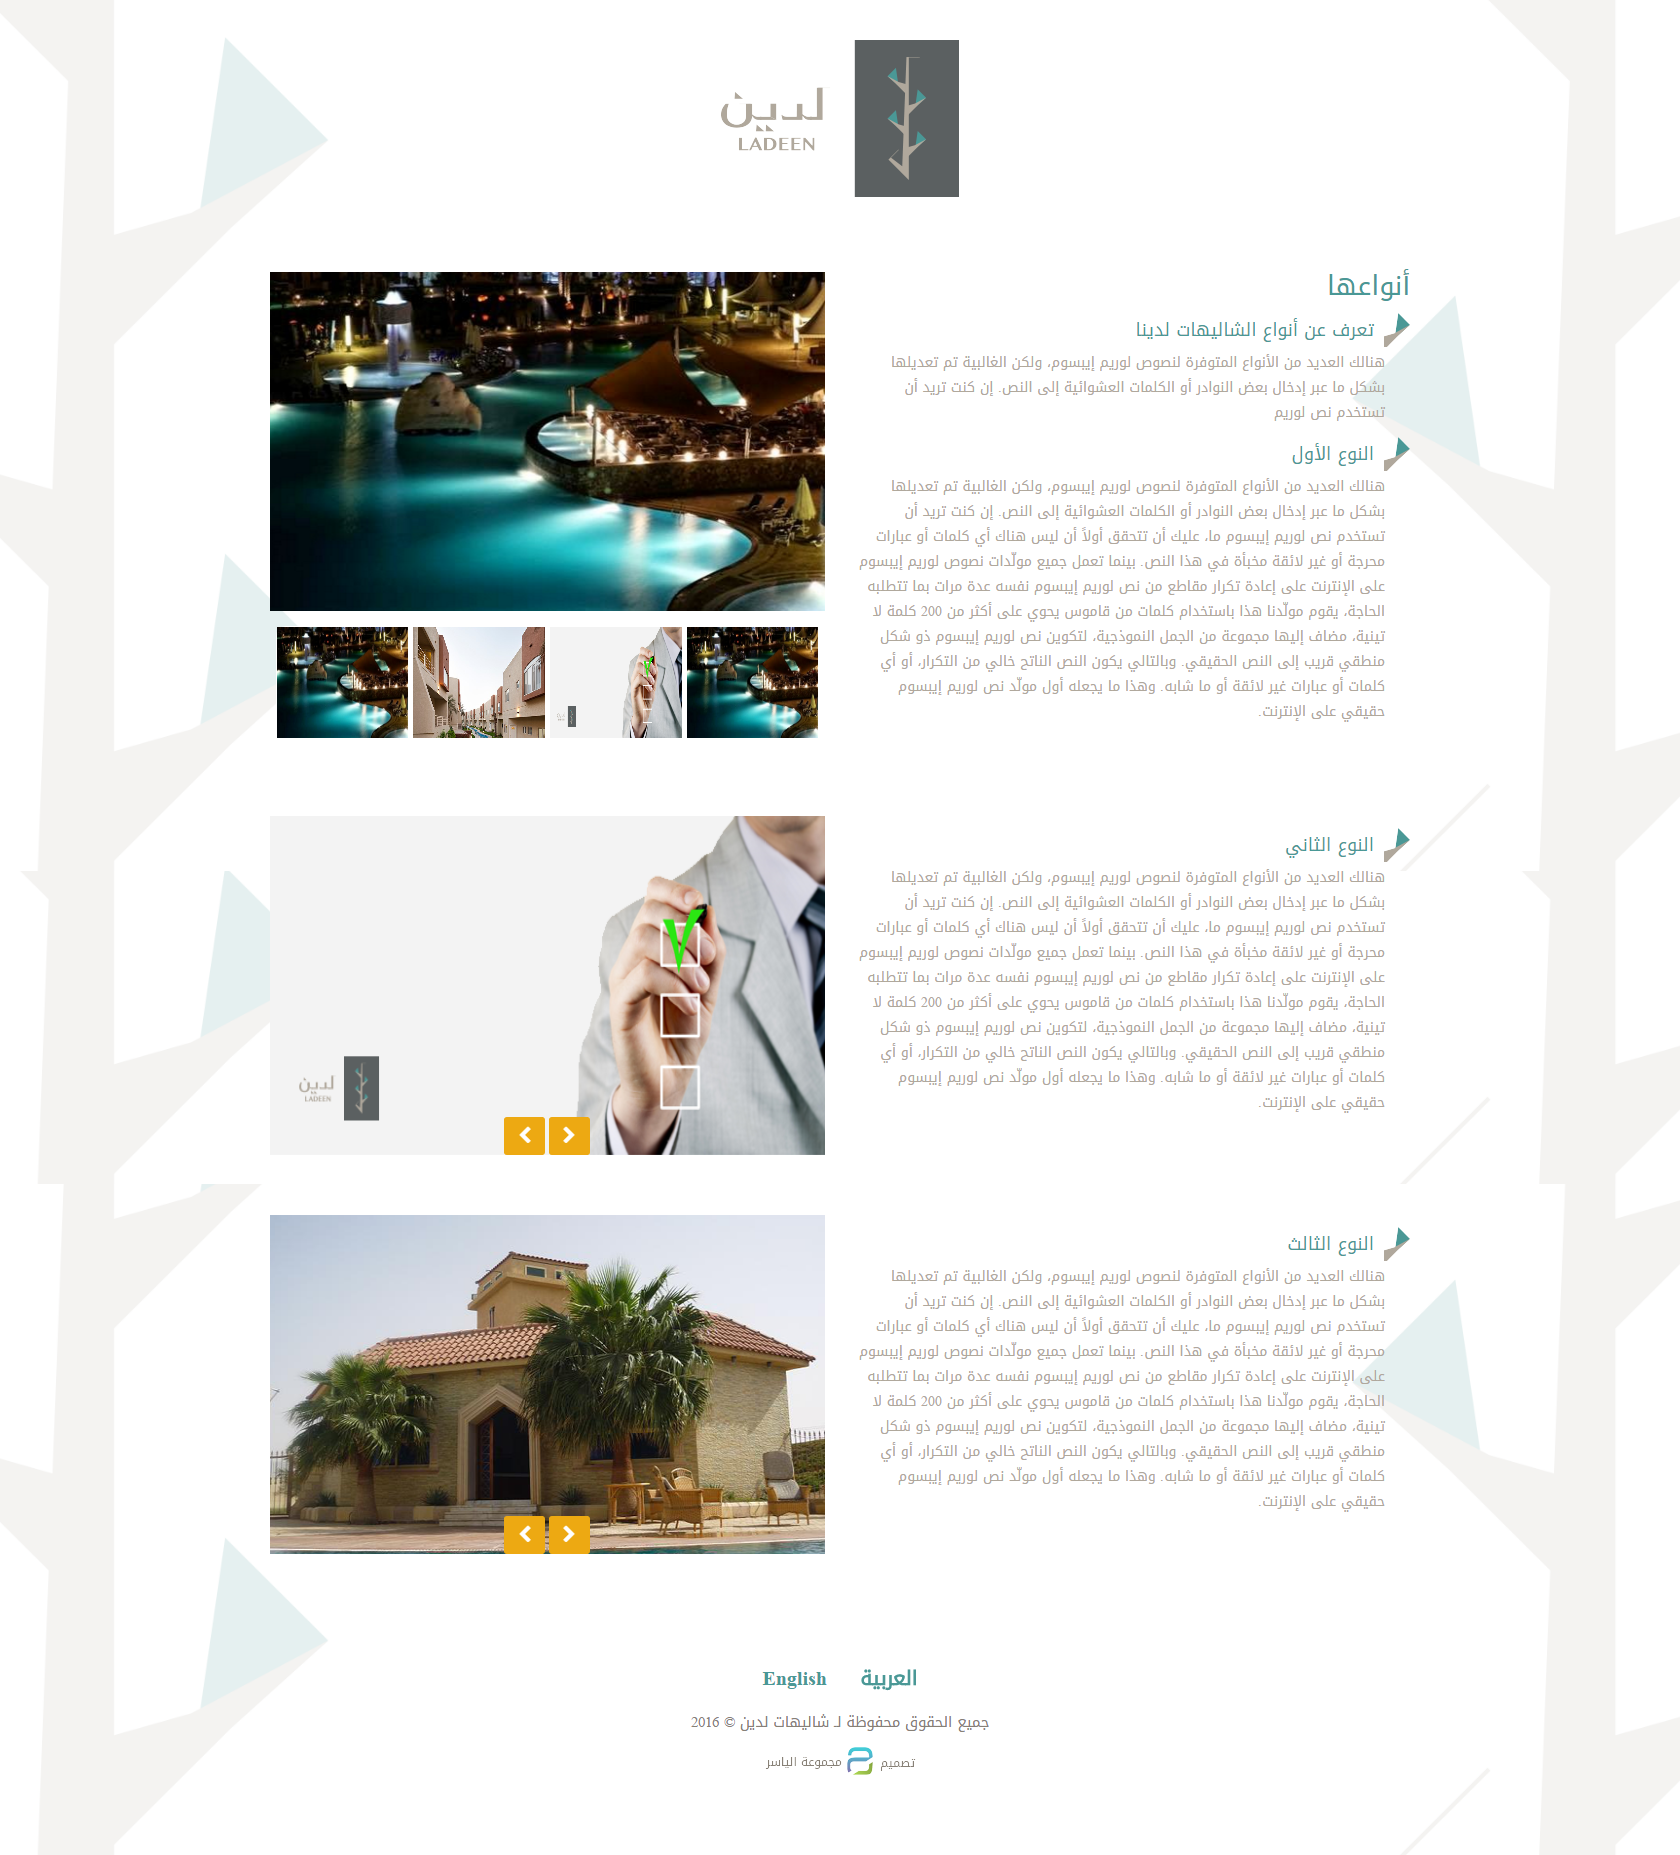 لدين
LADEEN
أنواعها
تعرف عن أنواع الشاليهات لدينا
هنالك العديد من الأنواع المتوفرة لنصوص لوريم إيبسوم، ولكن الغالبية تم تعديلها
بشكل ما عبر إدخال بعض النوادر أو الكلمات العشوائية إلى النص. إن كنت تريد أن
تستخدم نص لوريم
النوع الأول
هنالك العديد من الأنواع المتوفرة لنصوص لوريم إيبسوم، ولكن الغالبية تم تعديلها
بشكل ما عبر إدخال بعض النوادر أو الكلمات العشوائية إلى النص. إن كنت تريد أن
تستخدم نص لوريم إيبسوم ما، عليك أن تتحقق أولاً أن ليس هناك أي كلمات أو عبارات
محرجة أو غير لائقة مخبأة في هذا النص. بينما تعمل جميع مولّدات نصوص لوريم إيبسوم
على الإنترنت على إعادة تكرار مقاطع من نص لوريم إيبسوم نفسه عدة مرات بما تتطلبه
الحاجة، يقوم مولّدنا هذا باستخدام كلمات من قاموس يحوي على أكثر من 200 كلمة لا
تينية، مضاف إليها مجموعة من الجمل النموذجية، لتكوين نص لوريم إيبسوم ذو شكل
منطقي قريب إلى النص الحقيقي. وبالتالي يكون النص الناتح خالي من التكرار، أو أي
كلمات أو عبارات غير لائقة أو ما شابه. وهذا ما يجعله أول مولّد نص لوريم إيبسوم
حقيقي على الإنترنت.
النوع الثاني
هنالك العديد من الأنواع المتوفرة لنصوص لوريم إيبسوم، ولكن الغالبية تم تعديلها
بشكل ما عبر إدخال بعض النوادر أو الكلمات العشوائية إلى النص. إن كنت تريد أن
تستخدم نص لوريم إيبسوم ما، عليك أن تتحقق أولاً أن ليس هناك أي كلمات أو عبارات
محرجة أو غير لائقة مخبأة في هذا النص. بينما تعمل جميع مولّدات نصوص لوريم إيبسوم
على الإنترنت على إعادة تكرار مقاطع من نص لوريم إيبسوم نفسه عدة مرات بما تتطلبه
الحاجة، يقوم مولّدنا هذا باستخدام كلمات من قاموس يحوي على أكثر من 200 كلمة لا
تينية، مضاف إليها مجموعة من الجمل النموذجية، لتكوين نص لوريم إيبسوم ذو شكل
منطقي قريب إلى النص الحقيقي. وبالتالي يكون النص الناتح خالي من التكرار، أو أي
كلمات أو عبارات غير لائقة أو ما شابه. وهذا ما يجعله أول مولّد نص لوريم إيبسوم
حقيقي على الإنترنت.
لدين
LADEEN
النوع الثالث
هنالك العديد من الأنواع المتوفرة لنصوص لوريم إيبسوم، ولكن الغالبية تم تعديلها
بشكل ما عبر إدخال بعض النوادر أو الكلمات العشوائية إلى النص. إن كنت تريد أن
تستخدم نص لوريم إيبسوم ما، عليك أن تتحقق أولاً أن ليس هناك أي كلمات أو عبارات
محرجة أو غير لائقة مخبأة في هذا النص. بينما تعمل جميع مولّدات نصوص لوريم إيبسوم
على الإنترنت على إعادة تكرار مقاطع من نص لوريم إيبسوم نفسه عدة مرات بما تتطلبه
الحاجة، يقوم مولّدنا هذا باستخدام كلمات من قاموس يحوي على أكثر من 200 كلمة لا
تينية، مضاف إليها مجموعة من الجمل النموذجية، لتكوين نص لوريم إيبسوم ذو شكل
منطقي قريب إلى النص الحقيقي. وبالتالي يكون النص الناتح خالي من التكرار، أو أي
كلمات أو عبارات غير لائقة أو ما شابه. وهذا ما يجعله أول مولّد نص لوريم إيبسوم
حقيقي على الإنترنت.
العربية English
جميع الحقوق محفوظة لـ شاليهات لدين © 2016
تصميم مجموعة الياسر